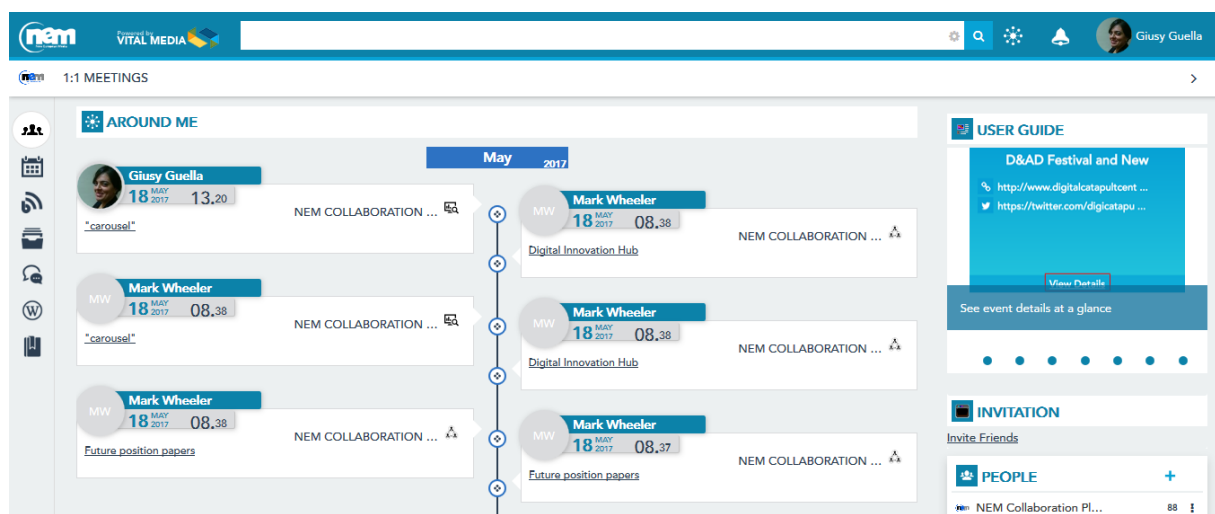 nem
Powered by
VITAL MEDIA
Giusy Guella
nem
1:1 MEETINGS
AROUND ME
May 2017
Giusy Guella
18 MAY 2017 13.20
NEM COLLABORATION ...
"carousel"
Mark Wheeler
MW
18 MAY 2017 08.38
NEM COLLABORATION ...
Digital Innovation Hub
Mark Wheeler
MW
18 MAY 2017 08.38
NEM COLLABORATION ...
"carousel"
Mark Wheeler
MW
18 MAY 2017 08.38
NEM COLLABORATION ...
Digital Innovation Hub
Mark Wheeler
MW
18 MAY 2017 08.38
NEM COLLABORATION ...
Future position papers
Mark Wheeler
MW
18 MAY 2017 08.37
NEM COLLABORATION ...
Future position papers
USER GUIDE
D&AD Festival and New
http://www.digitalcatapultcent ...
https://twitter.com/digicatapu ...
View Details
See event details at a glance
INVITATION
Invite Friends
PEOPLE +
nem NEM Collaboration Pl... 88